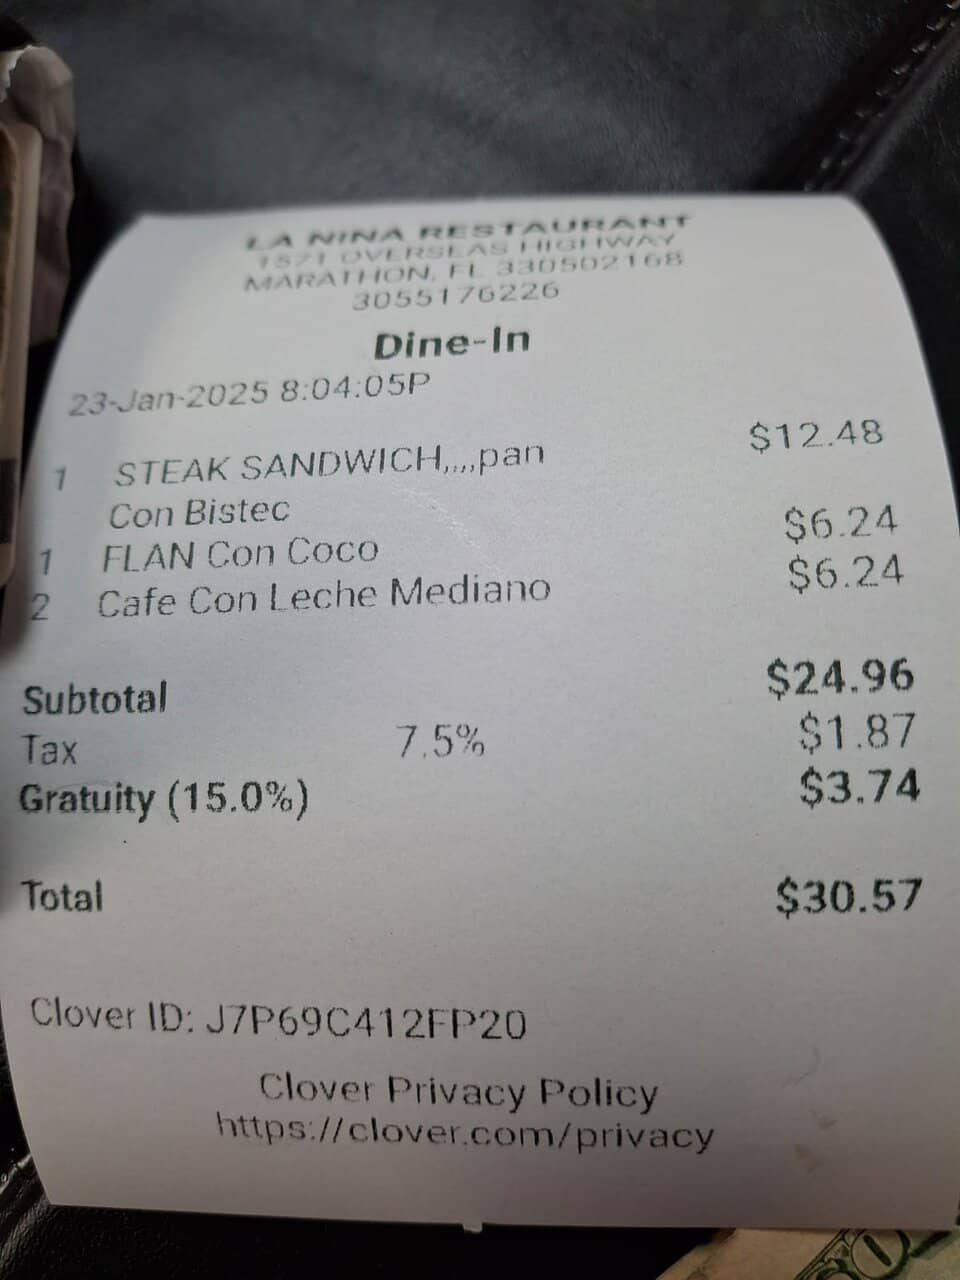 LA NINA RESTAURANT
1571 OVERSEAS HIGHWAY
MARATHON, FL 330502168
3055176226
Dine-In
23-Jan-2025 8:04:05P
1 STEAK SANDWICH,,,,pan $12.48
Con Bistec
1 FLAN Con Coco $6.24
2 Cafe Con Leche Mediano $6.24
Subtotal $24.96
Tax 7.5% $1.87
Gratuity (15.0%) $3.74
Total $30.57
Clover ID: J7P69C412FP20
Clover Privacy Policy
https://clover.com/privacy